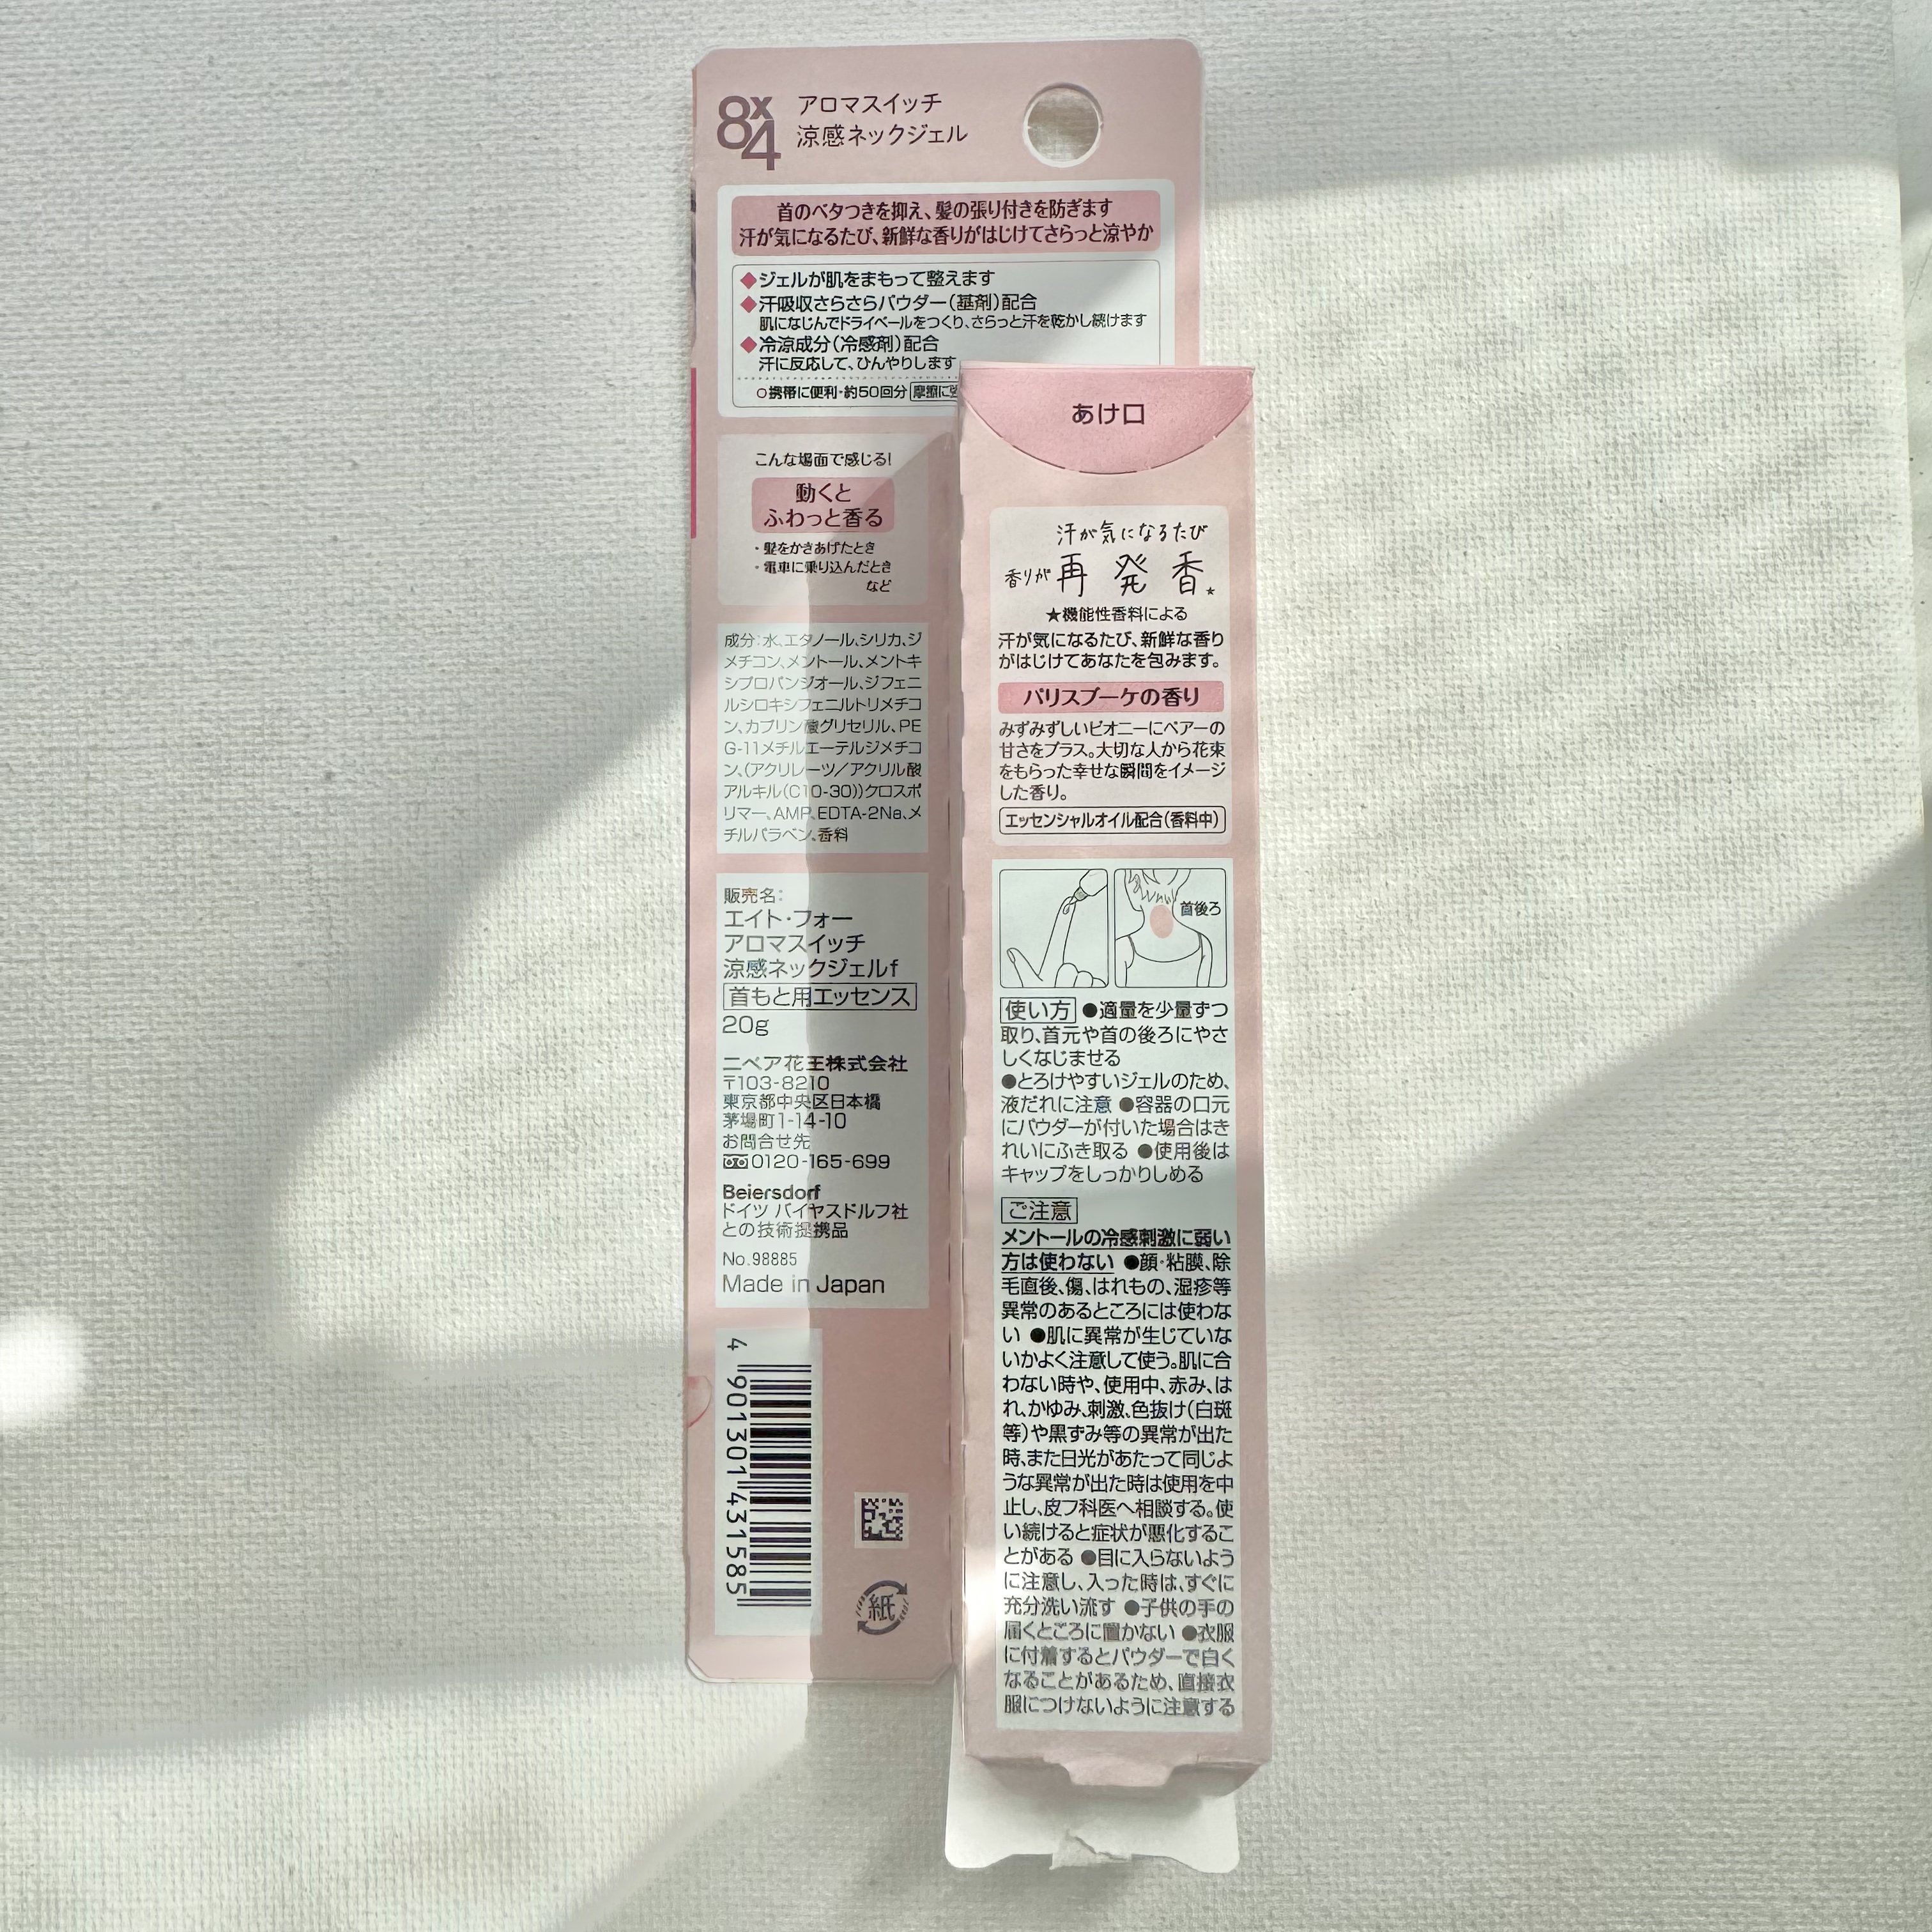 8x4
アロマスイッチ
涼感ネックジェル
首のベタつきを抑え、髪の張り付きを防ぎます
汗が気になるたび、新鮮な香りがはじけてさらっと涼やか
◆ジェルが肌をまもって整えます
◆汗吸収さらさらパウダー(基剤)配合
肌になじんでドライベールをつくり、さらっと汗を乾かし続けます
◆冷涼成分(冷感剤)配合
汗に反応して、ひんやりします
○携帯に便利・約50回分 摩擦に
こんな場面で感じる!
動くと
ふわっと香る
・髪をかきあげたとき
・電車に乗り込んだとき
など
成分:水、エタノール、シリカ、ジ
メチコン、メントール、メントキ
シプロパンジオール、ジフェニ
ルシロキシフェニルトリメチコ
ン、カプリン酸グリセリル、PE
G-11メチルエーテルジメチコ
ン、(アクリレーツ/アクリル酸
アルキル(C10-30))クロスポ
リマー、AMP、EDTA-2Na、メ
チルパラベン、香料
販売名:
エイト・フォー
アロマスイッチ
涼感ネックジェルf
首もと用エッセンス
20g
ニベア花王株式会社
〒103-8210
東京都中央区日本橋
茅場町1-14-10
お問合せ先
0120-165-699
Beiersdorf
ドイツ バイヤスドルフ社
との技術提携品
No.98885
Made in Japan
4 901301 431585
紙
あけ口
汗が気になるたび
香りが再発香★
★機能性香料による
汗が気になるたび、新鮮な香り
がはじけてあなたを包みます。
パリスブーケの香り
みずみずしいピオニーにペアーの
甘さをプラス。大切な人から花束
をもらった幸せな瞬間をイメージ
した香り。
エッセンシャルオイル配合(香料中)
首後ろ
使い方 ●適量を少量ずつ
取り、首元や首の後ろにやさ
しくなじませる
●とろけやすいジェルのため、
液だれに注意 ●容器の口元
にパウダーが付いた場合はき
れいにふき取る ●使用後は
キャップをしっかりしめる
ご注意
メントールの冷感刺激に弱い
方は使わない ●顔・粘膜、除
毛直後、傷、はれもの、湿疹等
異常のあるところには使わな
い ●肌に異常が生じていな
いかよく注意して使う。肌に合
わない時や、使用中、赤み、は
れ、かゆみ、刺激、色抜け(白斑
等)や黒ずみ等の異常が出た
時、また日光があたって同じよ
うな異常が出た時は使用を中
止し、皮フ科医へ相談する。使
い続けると症状が悪化するこ
とがある ●目に入らないよう
に注意し、入った時は、すぐに
充分洗い流す ●子供の手の
届くところに置かない ●衣服
に付着するとパウダーで白く
なることがあるため、直接衣
服につけないように注意する